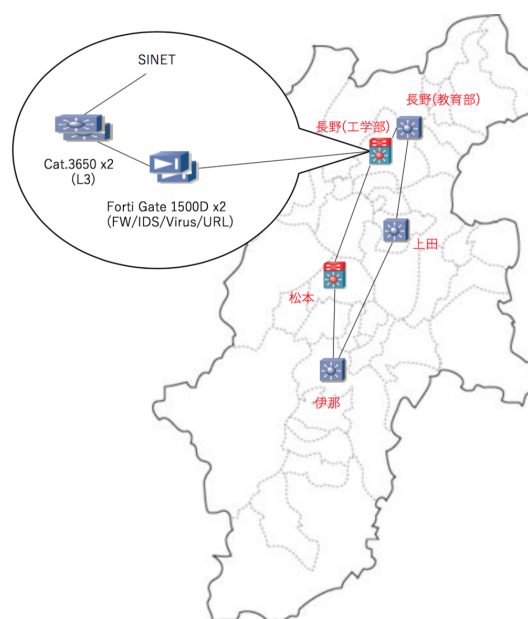 SINET
Cat.3650 x2
(L3)
Forti Gate 1500D x2
(FW/IDS/Virus/URL)
長野(教育部)
長野(工学部)
上田
松本
伊那